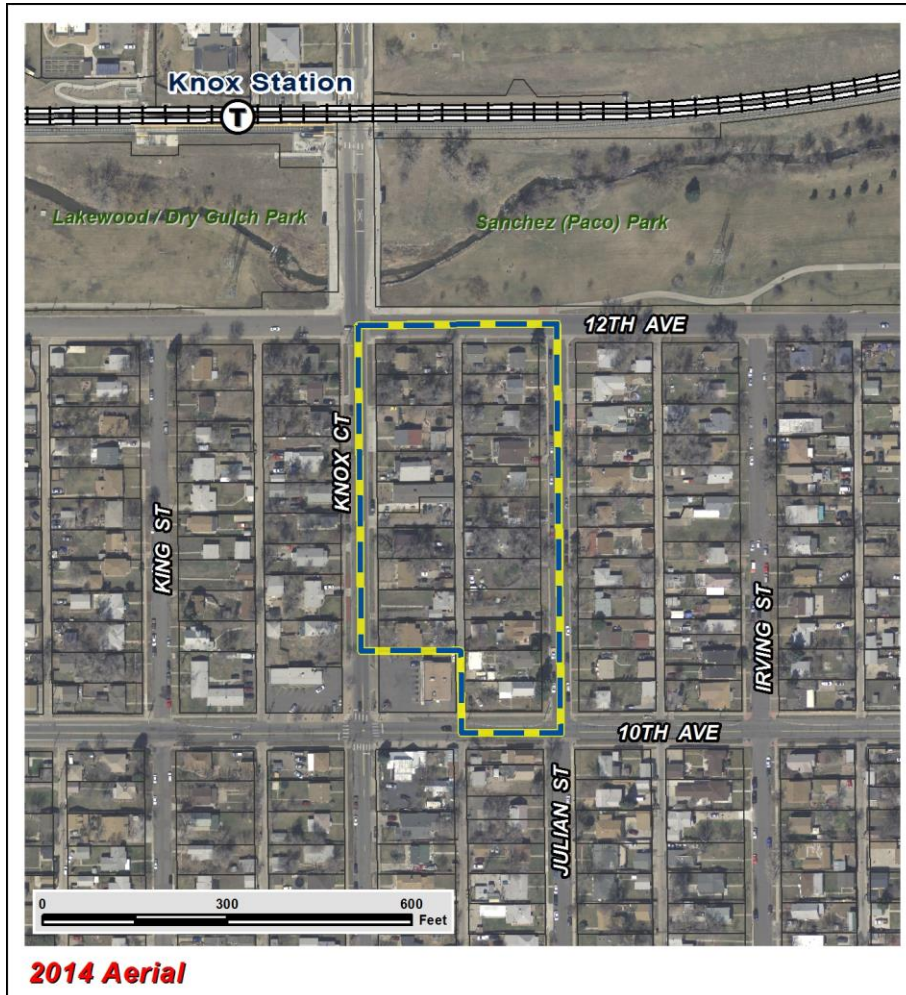 Knox Station
T
Lakewood / Dry Gulch Park
Sanchez (Paco) Park
12TH AVE
KNOX CT
KING ST
IRVING ST
10TH AVE
JULIAN ST
0 300 600
Feet
2014 Aerial